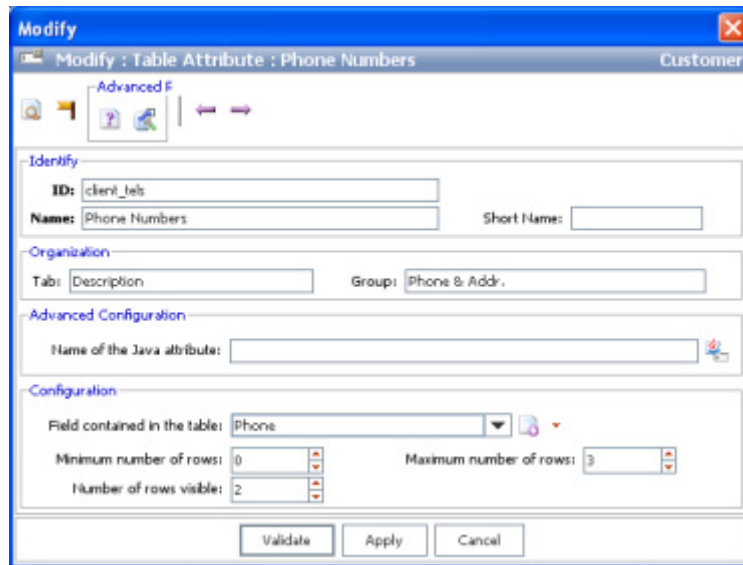 Modify
Modify : Table Attribute : Phone Numbers Customer
Advanced F
Identify
ID: client_tels
Name: Phone Numbers Short Name:
Organization
Tab: Description Group: Phone & Addr.
Advanced Configuration
Name of the Java attribute:
Configuration
Field contained in the table: Phone
Minimum number of rows: 0 Maximum number of rows: 3
Number of rows visible: 2
Validate Apply Cancel